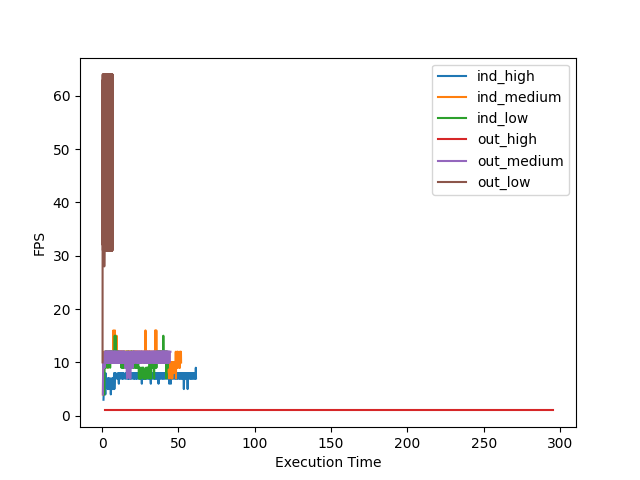 ind_high
ind_medium
ind_low
out_high
out_medium
out_low
60
50
40
30
20
10
0
FPS
0 50 100 150 200 250 300
Execution Time